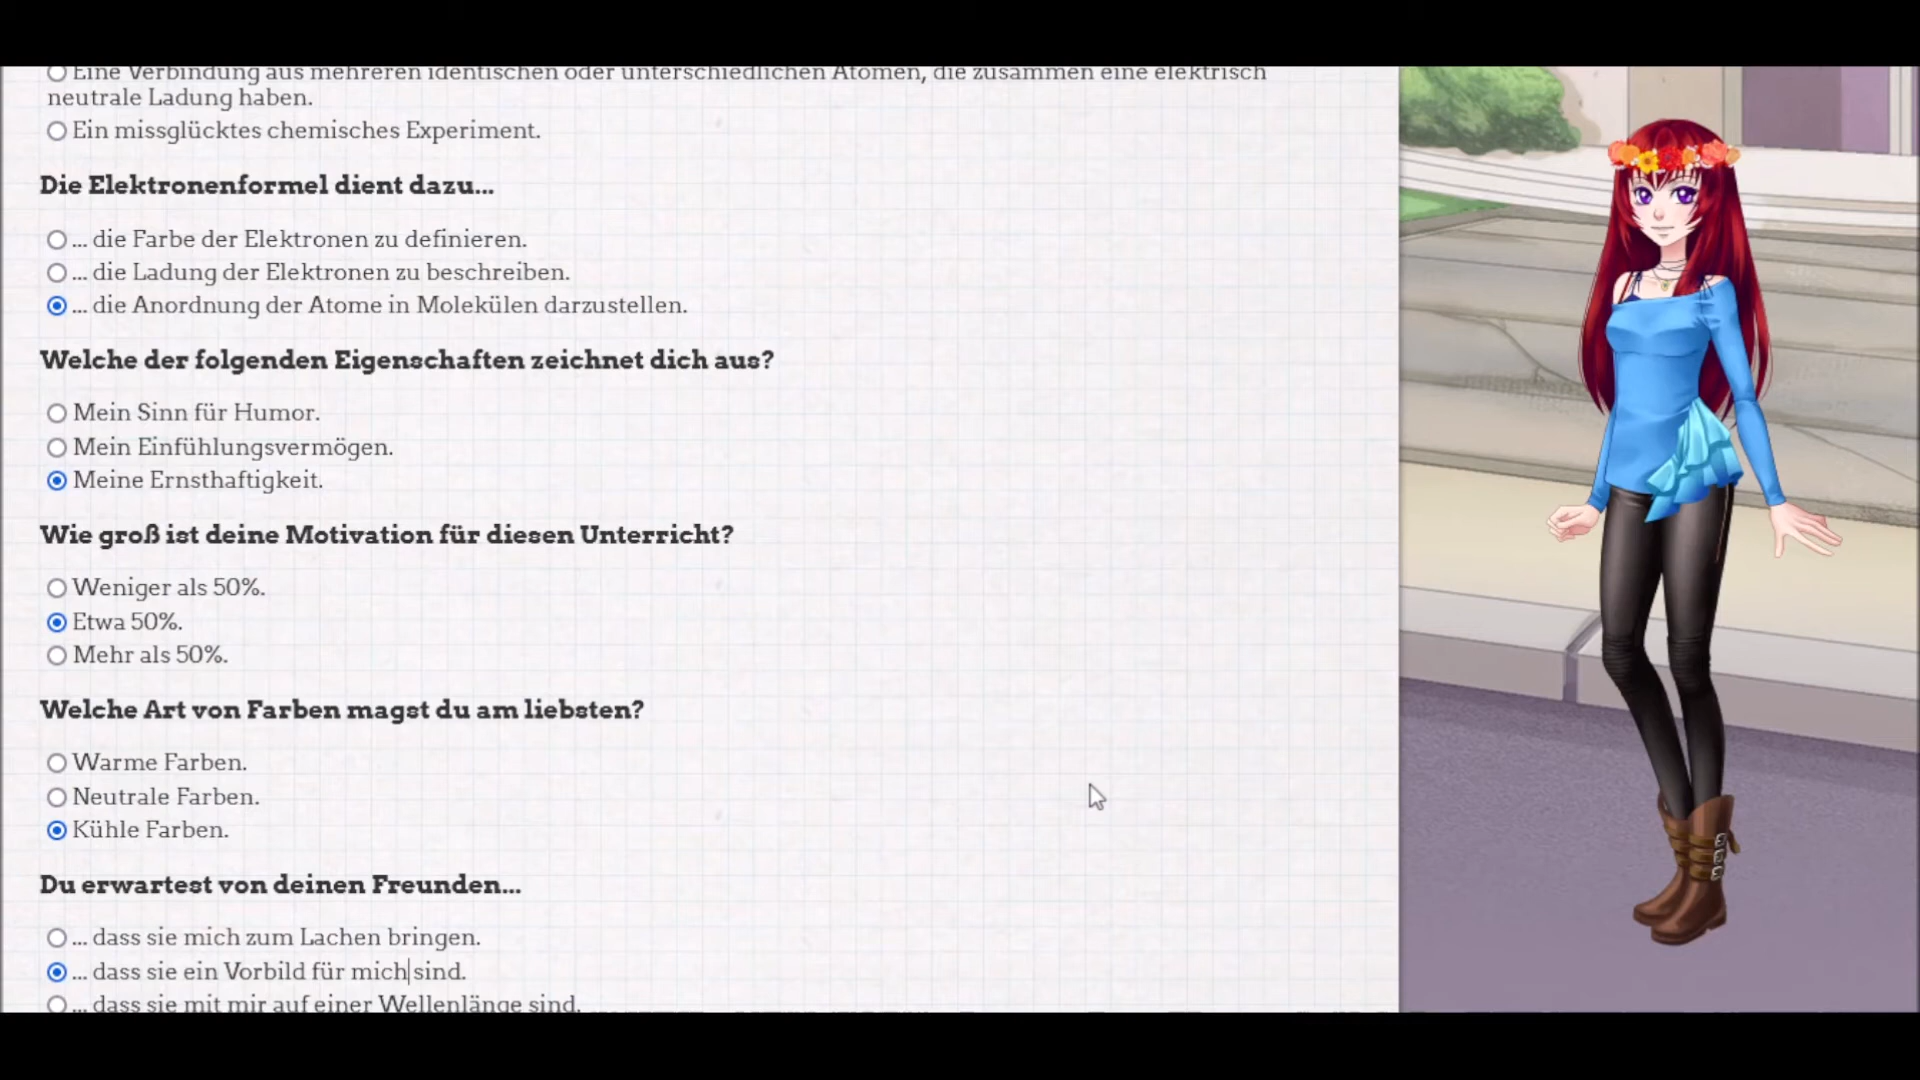 Eine Verbindung aus mehreren identischen oder unterschiedlichen Atomen, die zusammen eine elektrisch
neutrale Ladung haben.
Ein missglücktes chemisches Experiment.
Die Elektronenformel dient dazu...
... die Farbe der Elektronen zu definieren.
... die Ladung der Elektronen zu beschreiben.
... die Anordnung der Atome in Molekülen darzustellen.
Welche der folgenden Eigenschaften zeichnet dich aus?
Mein Sinn für Humor.
Mein Einfühlungsvermögen.
Meine Ernsthaftigkeit.
Wie groß ist deine Motivation für diesen Unterricht?
Weniger als 50%.
Etwa 50%.
Mehr als 50%.
Welche Art von Farben magst du am liebsten?
Warme Farben.
Neutrale Farben.
Kühle Farben.
Du erwartest von deinen Freunden...
... dass sie mich zum Lachen bringen.
... dass sie ein Vorbild für mich sind.
... dass sie mit mir auf einer Wellenlänge sind.